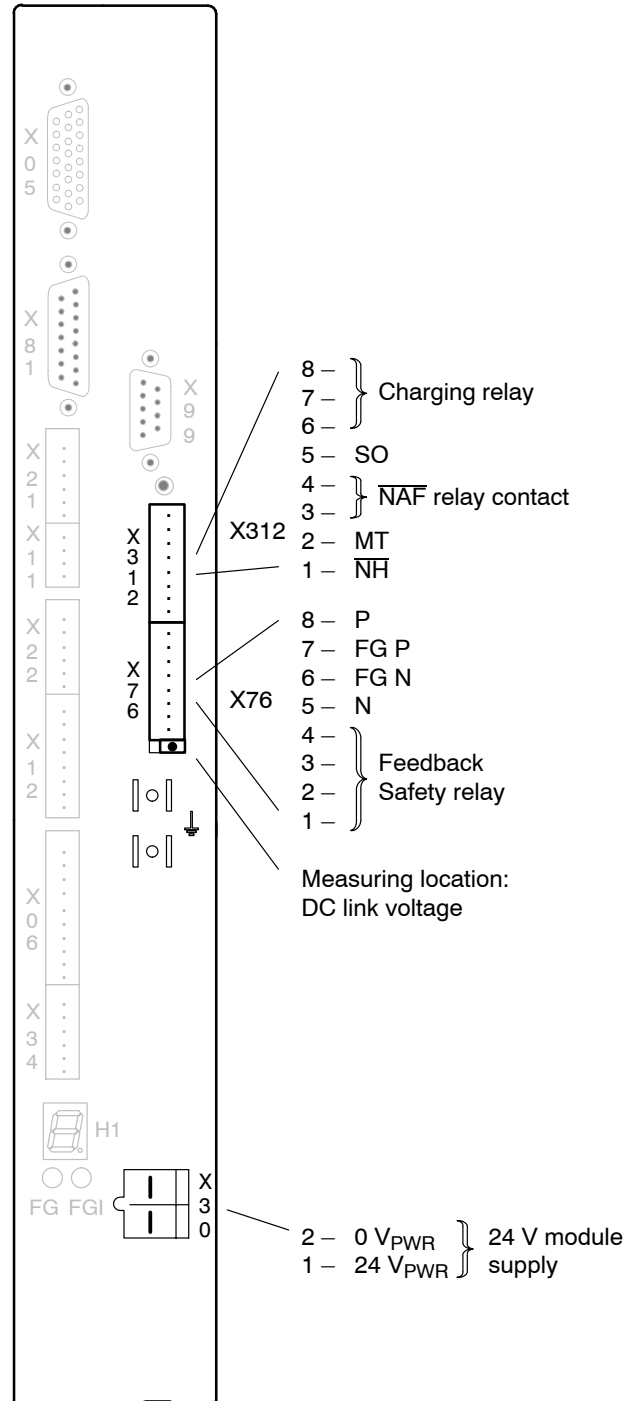 X
0
5
X
8
1
X
9
9
X
2
1
X
1
1
X
2
2
X
1
2
X
0
6
X
3
4
H1
FG FGI
X
3
1
2
X
7
6
X
3
0
X312
8 –
7 – Charging relay
6 –
5 – SO
4 –
3 – N̅A̅F̅ relay contact
2 – MT
1 – N̅H̅
X76
8 – P
7 – FG P
6 – FG N
5 – N
4 –
3 – Feedback
2 – Safety relay
1 –
Measuring location:
DC link voltage
2 – 0 VPWR 24 V module
1 – 24 VPWR supply